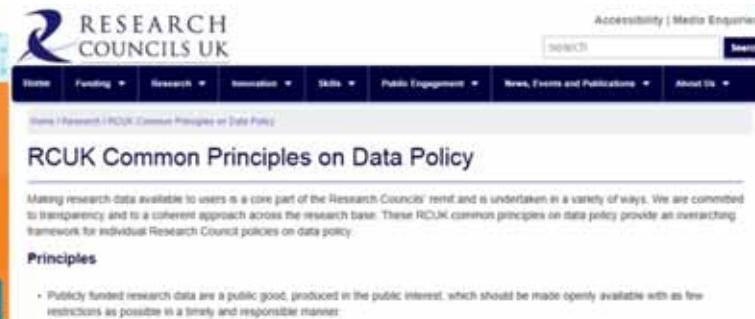 RESEARCH
COUNCILS UK
Accessibility | Media Enquiries
search
Search
Home Funding Research Innovation Skills Public Engagement News, Events and Publications About Us
Home / Research / RCUK Common Principles on Data Policy
RCUK Common Principles on Data Policy
Making research data available to users is a core part of the Research Councils' remit and is undertaken in a variety of ways. We are committed
to transparency and to a coherent approach across the research base. These RCUK common principles on data policy provide an overarching
framework for individual Research Council policies on data policy.
Principles
• Publicly funded research data are a public good, produced in the public interest, which should be made openly available with as few
restrictions as possible in a timely and responsible manner